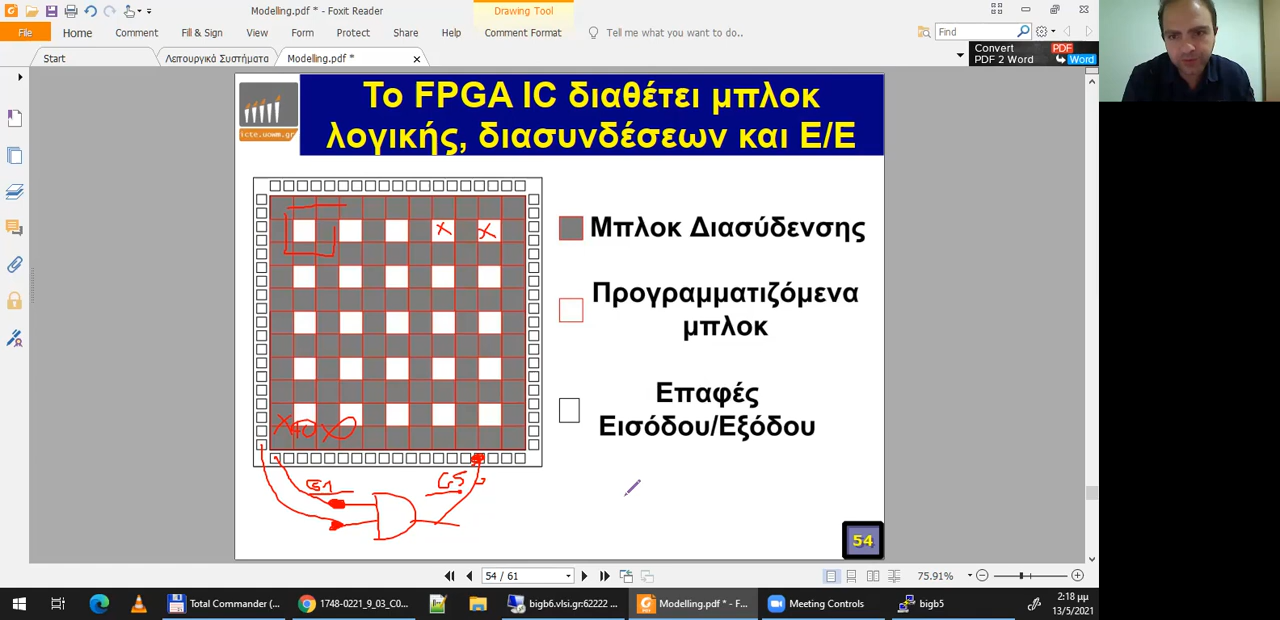 Modelling.pdf * - Foxit Reader
Drawing Tool
File Home Comment Fill & Sign View Form Protect Share Help Comment Format Tell me what you want to do.. Find
Convert PDF
PDF 2 Word Word
Start Λειτουργικά Συστήματα Modelling.pdf *
Το FPGA IC διαθέτει μπλοκ
λογικής, διασυνδέσεων και Ε/Ε
icte.uowm.gr
X X
Μπλοκ Διασύδενσης
Προγραμματιζόμενα
μπλοκ
Επαφές
Εισόδου/Εξόδου
G1 G5
54
54 / 61 75.91%
Total Commander (... 1748-0221_9_03_C0... bigb6.vlsi.gr:62222 ... Modelling.pdf * - F... Meeting Controls bigb5
2:18 μμ
13/5/2021